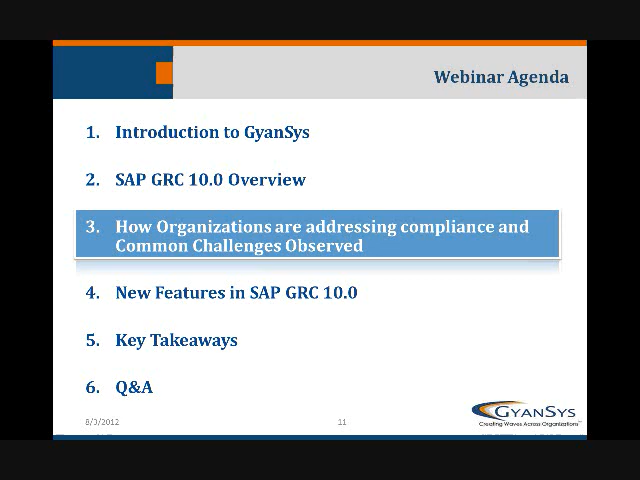 Webinar Agenda
1. Introduction to GyanSys
2. SAP GRC 10.0 Overview
3. How Organizations are addressing compliance and
Common Challenges Observed
4. New Features in SAP GRC 10.0
5. Key Takeaways
6. Q&A
8/3/2012
11
GYANSYS
Creating Waves Across Organizations